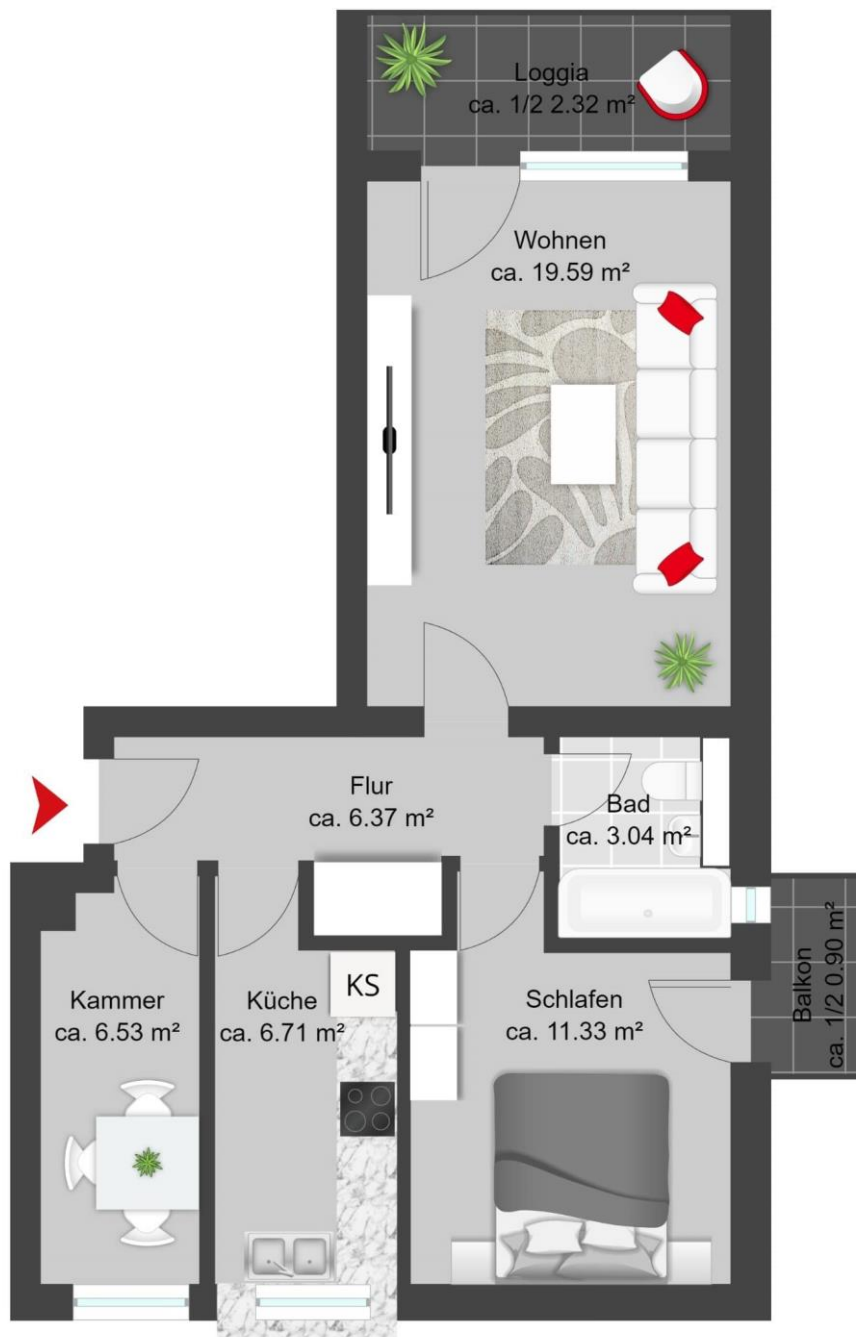 Loggia
ca. 1/2 2.32 m²
Wohnen
ca. 19.59 m²
Flur
ca. 6.37 m²
Bad
ca. 3.04 m²
Kammer
ca. 6.53 m²
Küche
ca. 6.71 m²
KS
Schlafen
ca. 11.33 m²
Balkon
ca. 1/2 0.90 m²